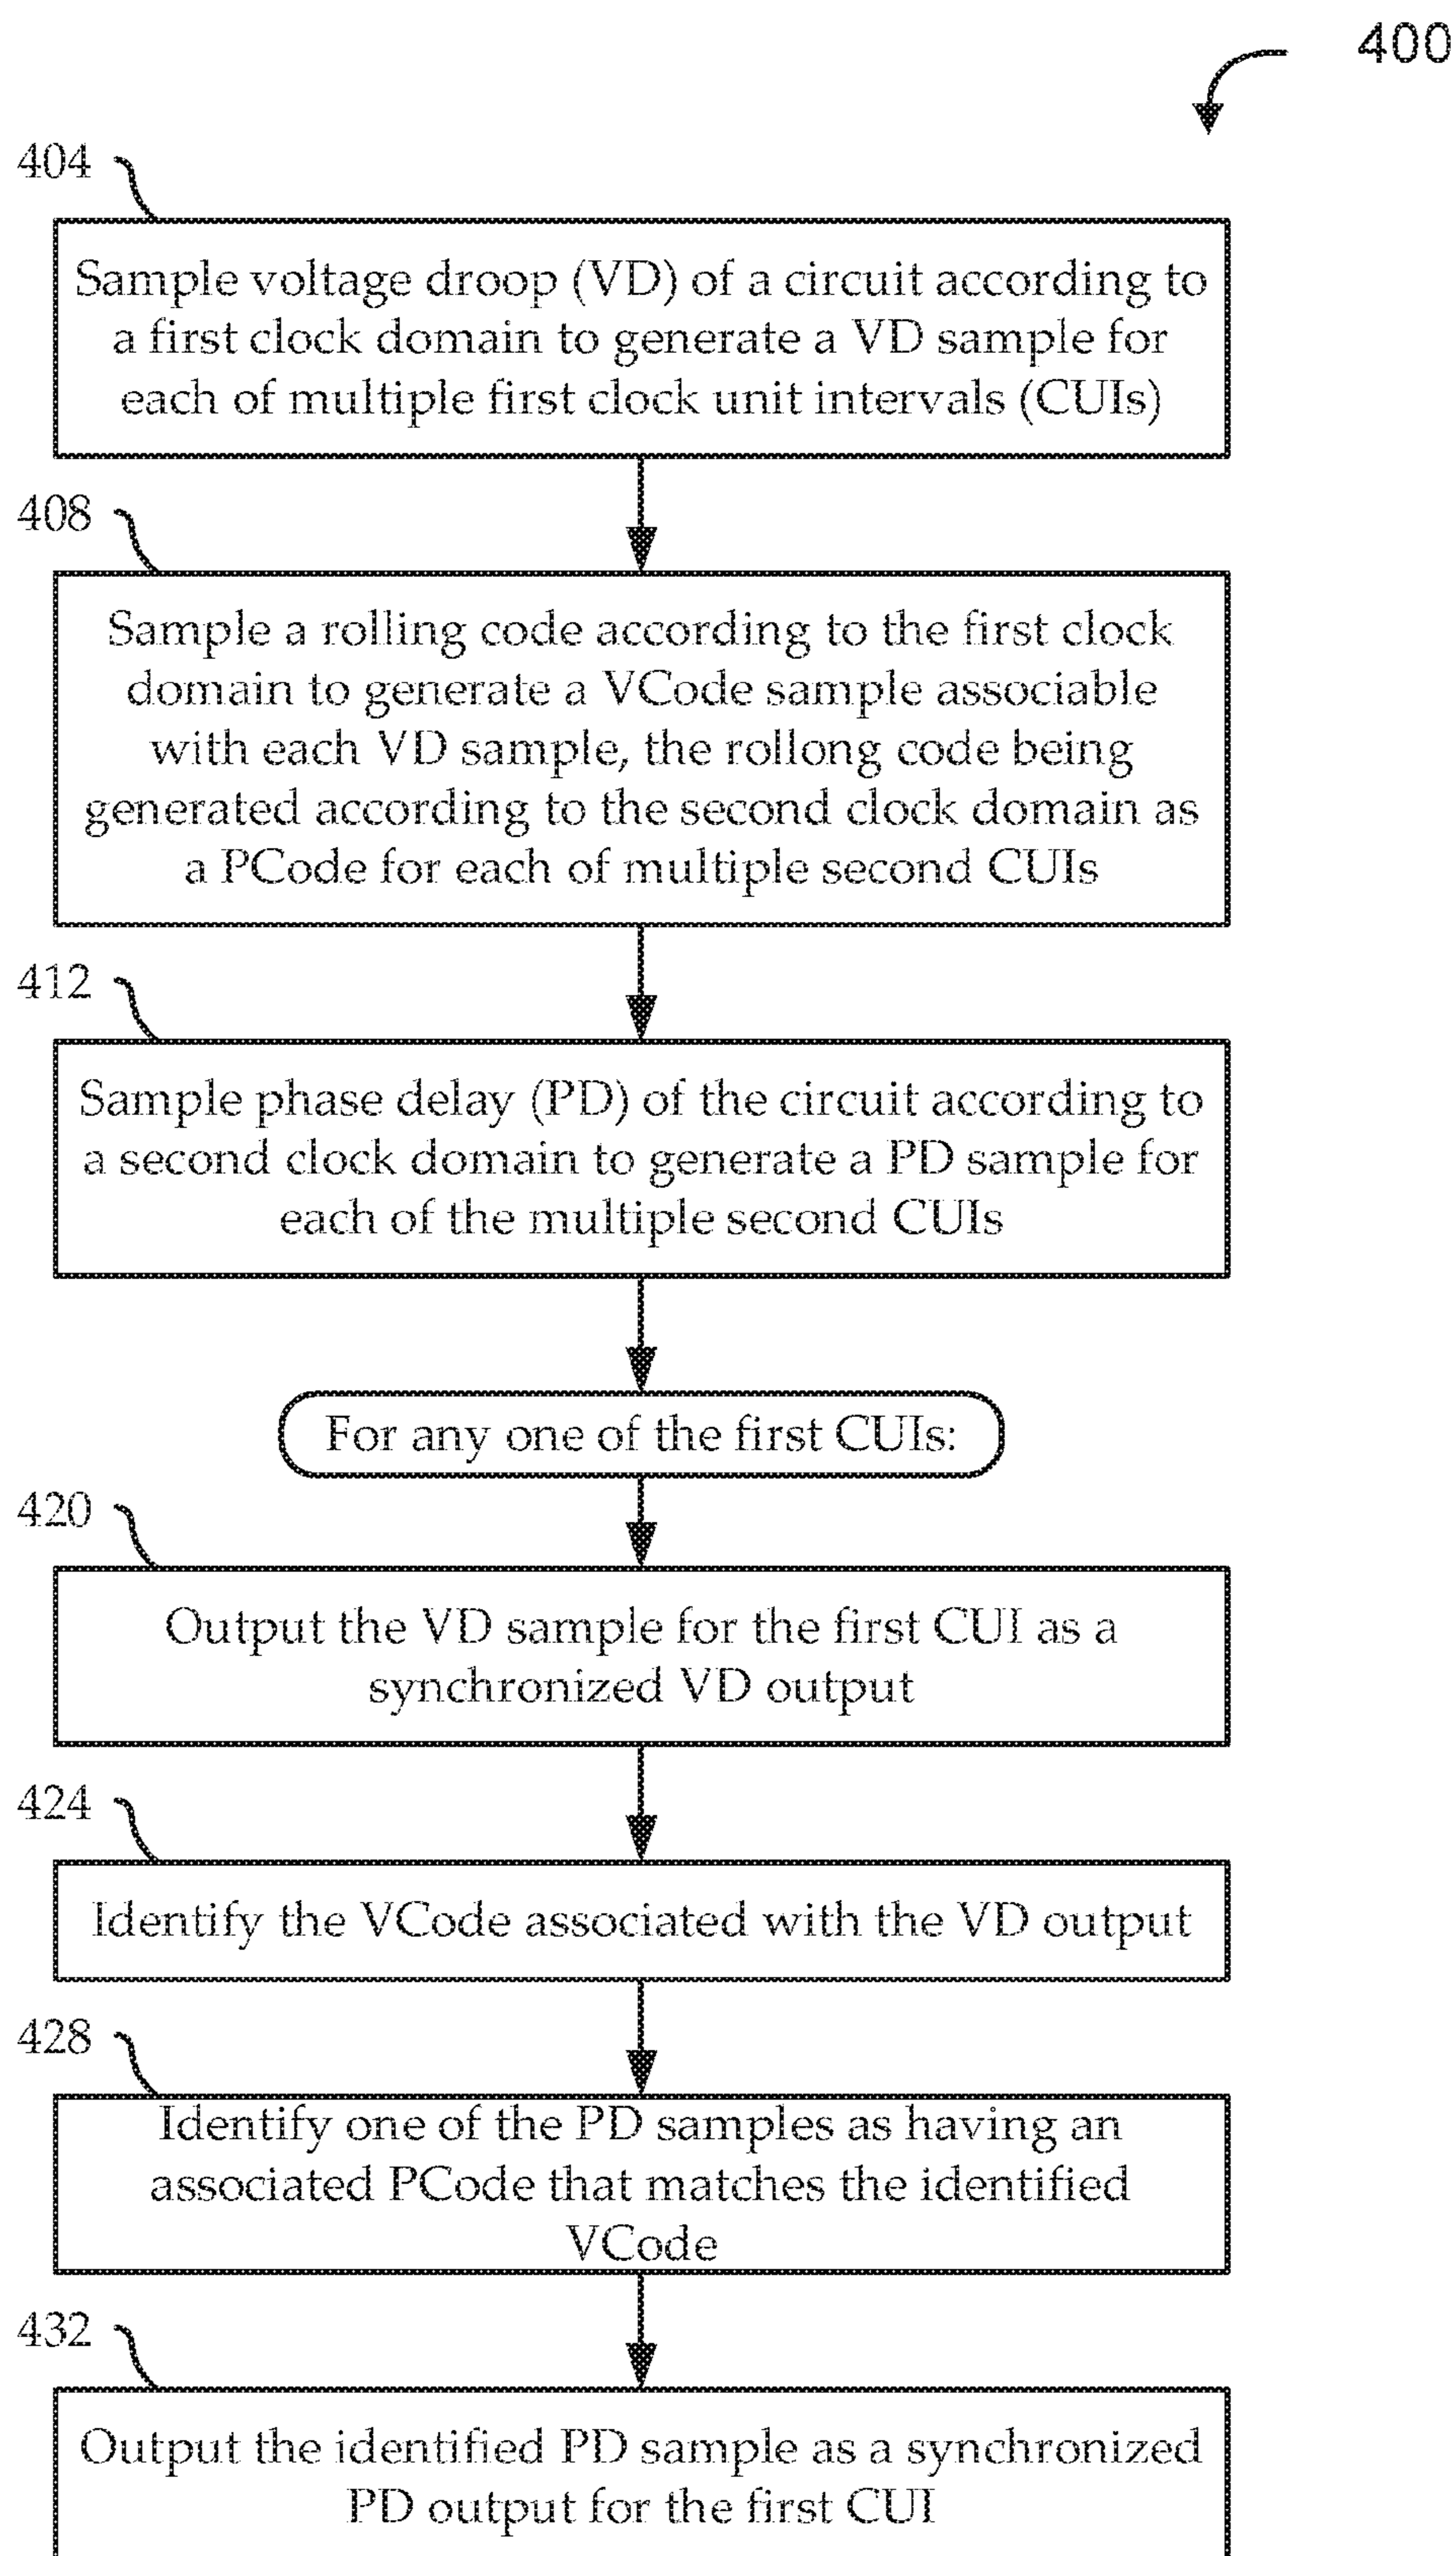 400
404
Sample voltage droop (VD) of a circuit according to
a first clock domain to generate a VD sample for
each of multiple first clock unit intervals (CUIs)
408
Sample a rolling code according to the first clock
domain to generate a VCode sample associable
with each VD sample, the rollong code being
generated according to the second clock domain as
a PCode for each of multiple second CUIs
412
Sample phase delay (PD) of the circuit according to
a second clock domain to generate a PD sample for
each of the multiple second CUIs
For any one of the first CUIs:
420
Output the VD sample for the first CUI as a
synchronized VD output
424
Identify the VCode associated with the VD output
428
Identify one of the PD samples as having an
associated PCode that matches the identified
VCode
432
Output the identified PD sample as a synchronized
PD output for the first CUI